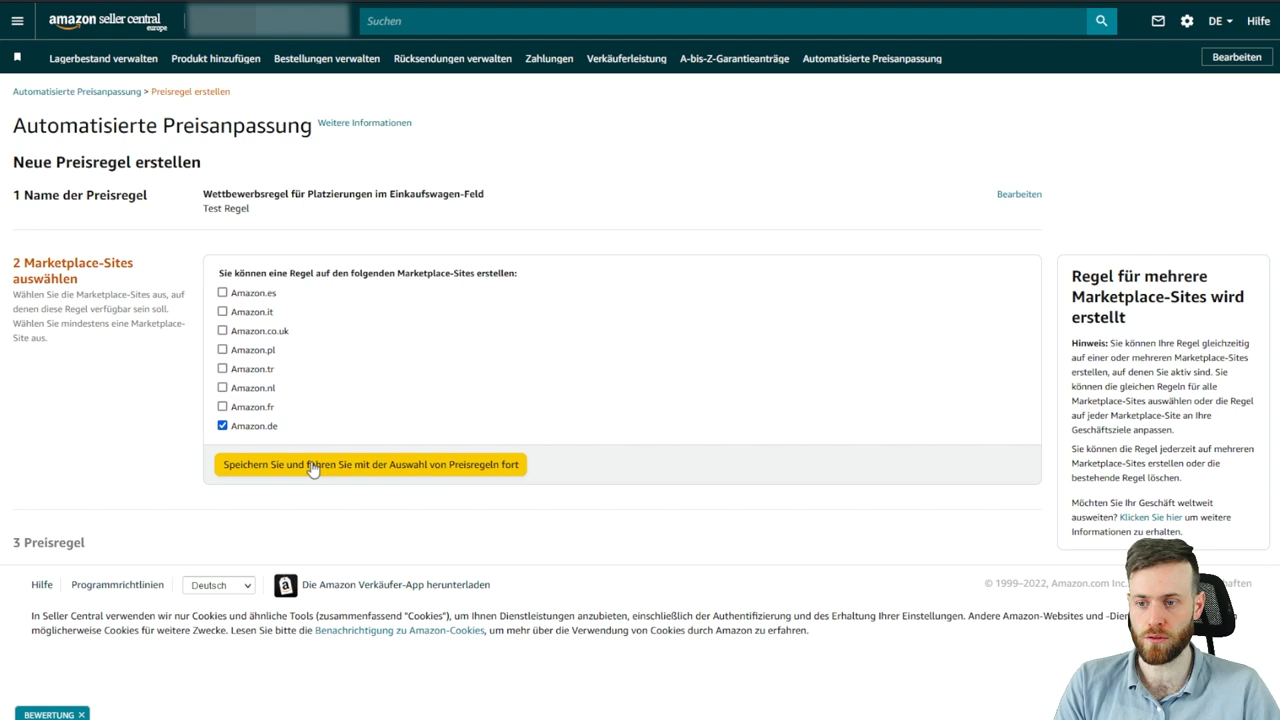 amazon seller central
europe
Suchen
DE
Hilfe
Lagerbestand verwalten
Produkt hinzufügen
Bestellungen verwalten
Rücksendungen verwalten
Zahlungen
Verkäuferleistung
A-bis-Z-Garantieanträge
Automatisierte Preisanpassung
Bearbeiten
Automatisierte Preisanpassung > Preisregel erstellen
Automatisierte Preisanpassung Weitere Informationen
Neue Preisregel erstellen
1 Name der Preisregel
Wettbewerbsregel für Platzierungen im Einkaufswagen-Feld
Test Regel
Bearbeiten
2 Marketplace-Sites
auswählen
Wählen Sie die Marketplace-Sites aus, auf
denen diese Regel verfügbar sein soll.
Wählen Sie mindestens eine Marketplace-
Site aus.
Sie können eine Regel auf den folgenden Marketplace-Sites erstellen:
Amazon.es
Amazon.it
Amazon.co.uk
Amazon.pl
Amazon.tr
Amazon.nl
Amazon.fr
Amazon.de
Speichern Sie und fahren Sie mit der Auswahl von Preisregeln fort
Regel für mehrere
Marketplace-Sites wird
erstellt
Hinweis: Sie können Ihre Regel gleichzeitig
auf einer oder mehreren Marketplace-Sites
erstellen, auf denen Sie aktiv sind. Sie
können die gleichen Regeln für alle
Marketplace-Sites auswählen oder die Regel
auf jeder Marketplace-Site an Ihre
Geschäftsziele anpassen.
Sie können die Regel jederzeit auf mehreren
Marketplace-Sites erstellen oder die
bestehende Regel löschen.
Möchten Sie Ihr Geschäft weltweit
ausweiten? Klicken Sie hier um weitere
Informationen zu erhalten.
3 Preisregel
Hilfe
Programmrichtlinien
Deutsch
Die Amazon Verkäufer-App herunterladen
© 1999-2022, Amazon.com Inc.
In Seller Central verwenden wir nur Cookies und ähnliche Tools (zusammenfassend "Cookies"), um Ihnen Dienstleistungen anzubieten, einschließlich der Authentifizierung und des Erhaltung Ihrer Einstellungen. Andere Amazon-Websites und
möglicherweise Cookies für weitere Zwecke. Lesen Sie bitte die Benachrichtigung zu Amazon-Cookies, um mehr über die Verwendung von Cookies durch Amazon zu erfahren.
BEWERTUNG ×